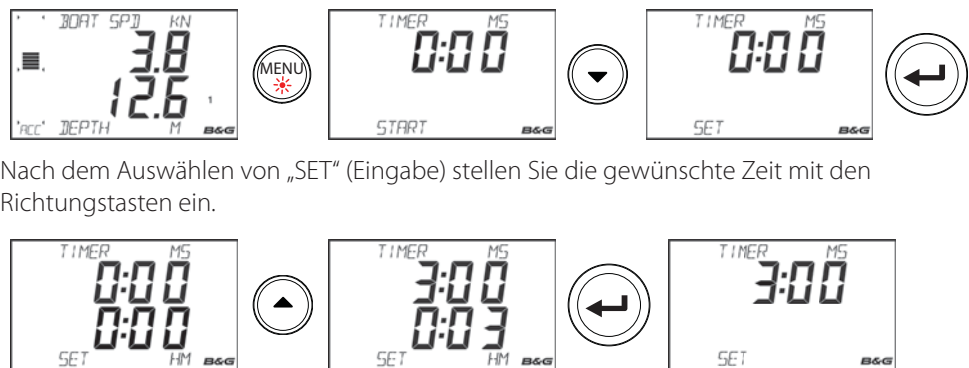 BOAT SPD KN
3.8
12.6
1
ACC DEPTH M B&G
MENU
TIMER MS
0:00
START B&G
TIMER MS
0:00
SET B&G
Nach dem Auswählen von „SET“ (Eingabe) stellen Sie die gewünschte Zeit mit den
Richtungstasten ein.
TIMER MS
0:00
0:00
SET HM B&G
TIMER MS
3:00
0:03
SET HM B&G
TIMER MS
3:00
SET B&G